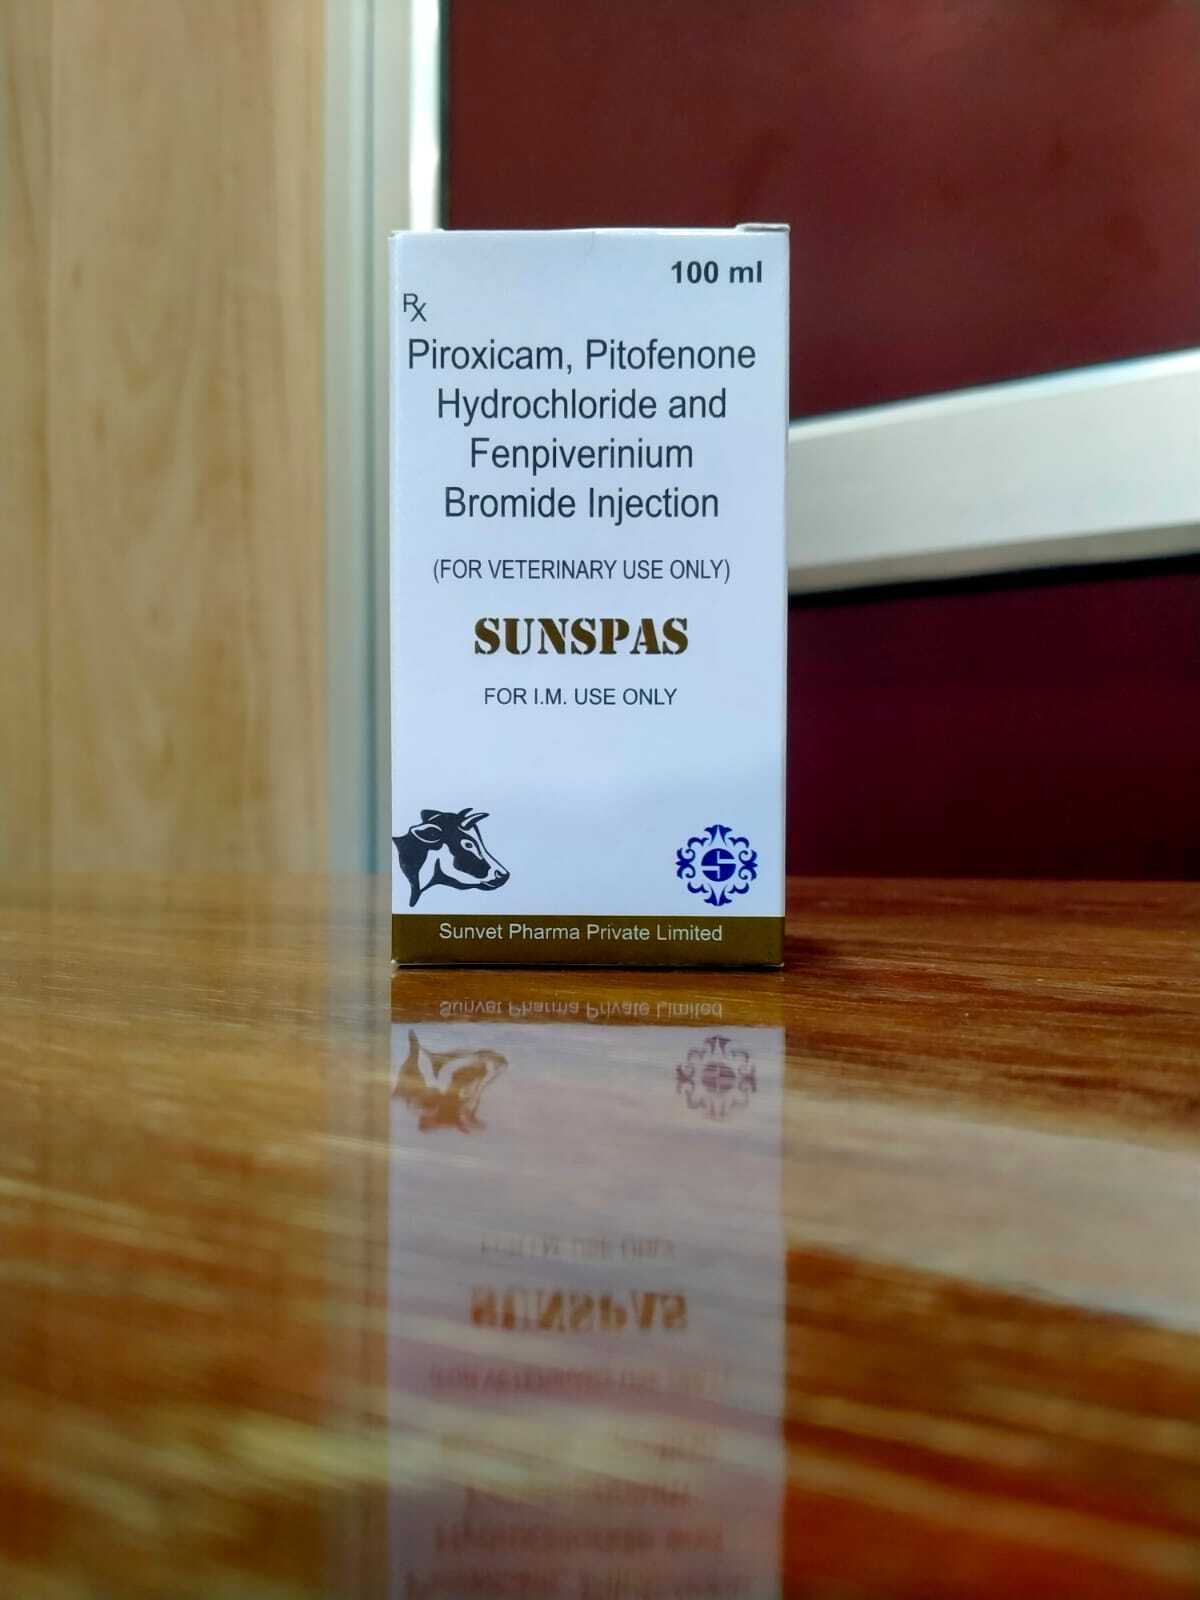 100 ml
Rx
Piroxicam, Pitofenone
Hydrochloride and
Fenpiverinium
Bromide Injection
(FOR VETERINARY USE ONLY)
SUNSPAS
FOR I.M. USE ONLY
S
Sunvet Pharma Private Limited